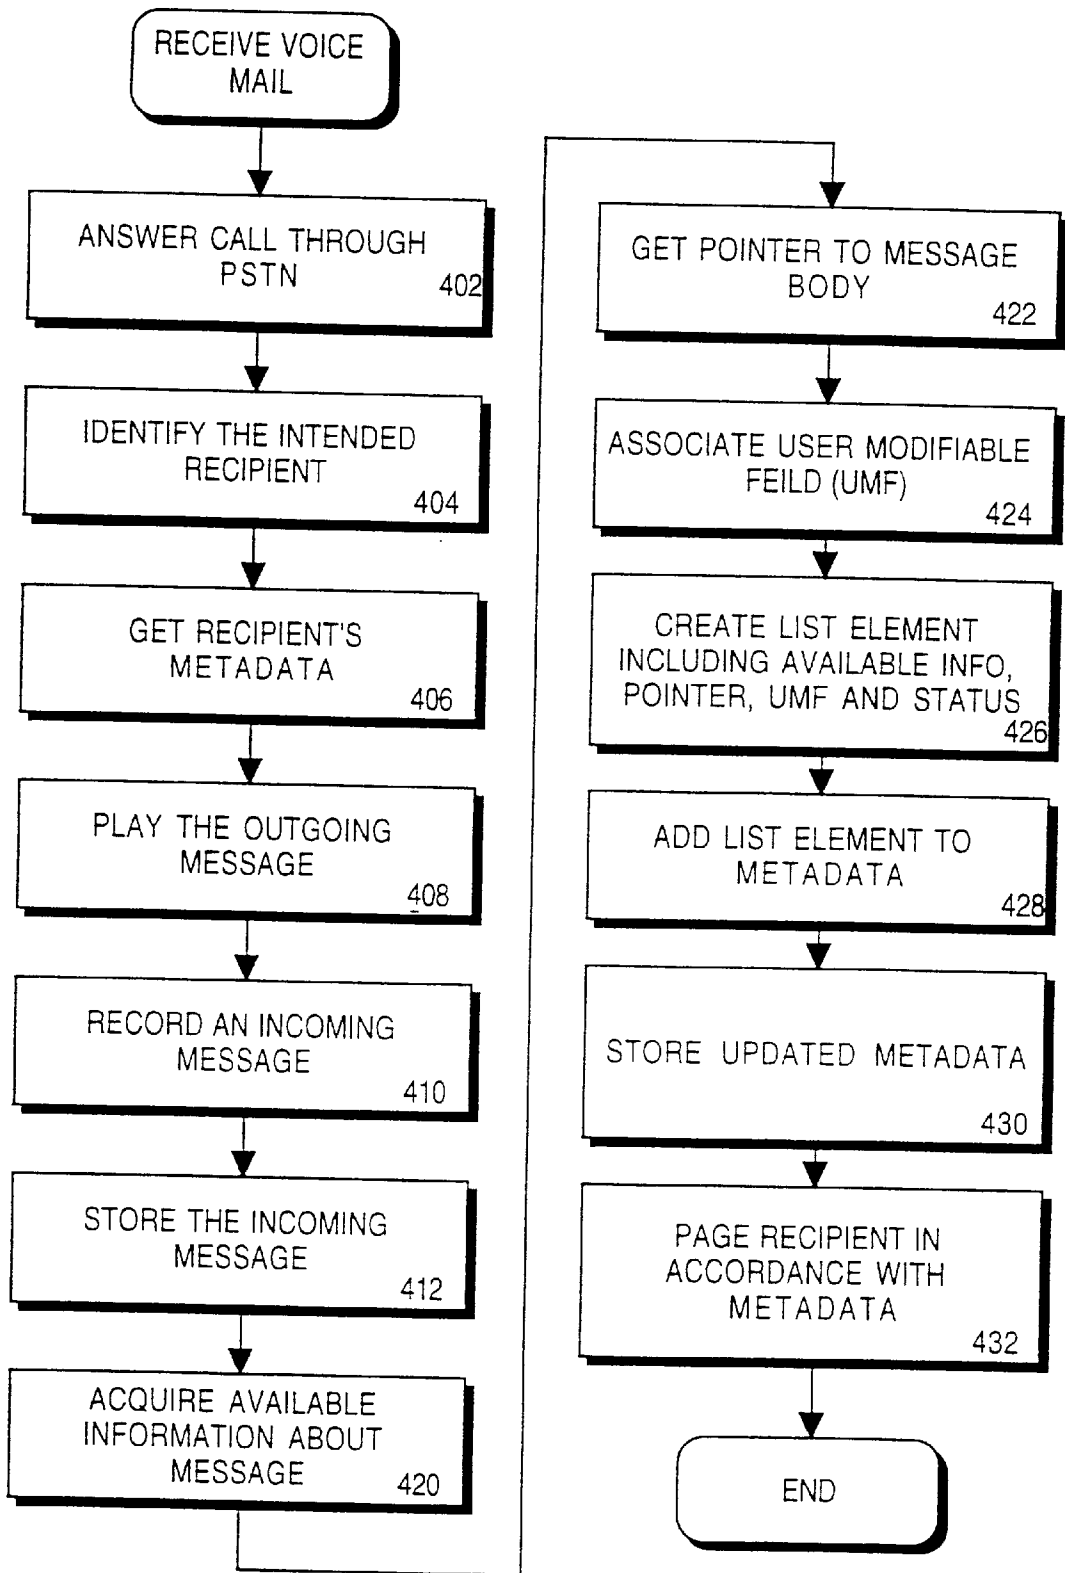 RECEIVE VOICE
MAIL
ANSWER CALL THROUGH
PSTN
402
IDENTIFY THE INTENDED
RECIPIENT
404
GET RECIPIENT'S
METADATA
406
PLAY THE OUTGOING
MESSAGE
408
RECORD AN INCOMING
MESSAGE
410
STORE THE INCOMING
MESSAGE
412
ACQUIRE AVAILABLE
INFORMATION ABOUT
MESSAGE
420
GET POINTER TO MESSAGE
BODY
422
ASSOCIATE USER MODIFIABLE
FEILD (UMF)
424
CREATE LIST ELEMENT
INCLUDING AVAILABLE INFO,
POINTER, UMF AND STATUS
426
ADD LIST ELEMENT TO
METADATA
428
STORE UPDATED METADATA
430
PAGE RECIPIENT IN
ACCORDANCE WITH
METADATA
432
END